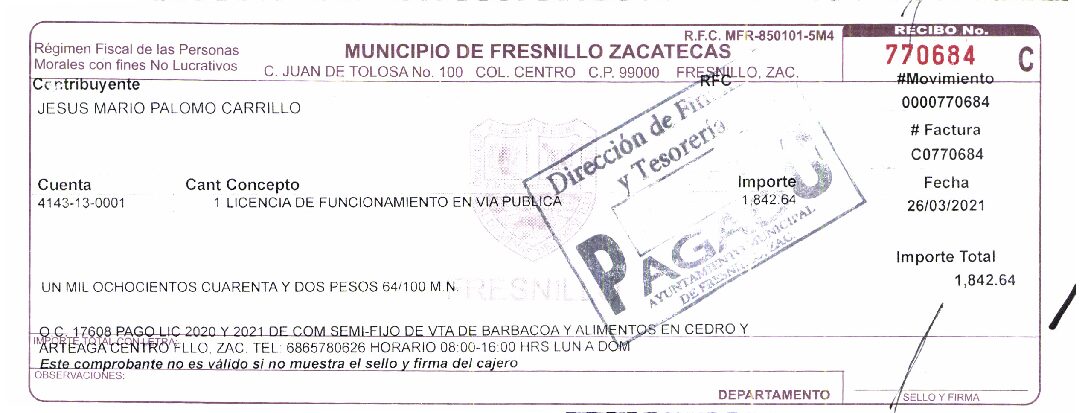 R.F.C. MFR-850101-5M4
RECIBO No.
Régimen Fiscal de las Personas
Morales con fines No Lucrativos
MUNICIPIO DE FRESNILLO ZACATECAS
C. JUAN DE TOLOSA No. 100 COL. CENTRO C.P. 99000 FRESNILLO, ZAC.
770684 C
Contribuyente
RFC
#Movimiento
JESUS MARIO PALOMO CARRILLO
0000770684
# Factura
C0770684
Dirección de
y Tesorería
Cuenta Cant Concepto Importe Fecha
4143-13-0001 1 LICENCIA DE FUNCIONAMIENTO EN VIA PUBLICA 1,842.64 26/03/2021
PAGADO
AYUNTAMIENTO MUNICIPAL
DE FRESNILLO, ZAC.
Importe Total
1,842.64
UN MIL OCHOCIENTOS CUARENTA Y DOS PESOS 64/100 M.N.
FRESNILLO
O.C. 17608 PAGO LIC 2020 Y 2021 DE COM SEMI-FIJO DE VTA DE BARBACOA Y ALIMENTOS EN CEDRO Y
IMPORTE TOTAL CON LETRA:
ARTEAGA CENTRO FLLO, ZAC. TEL: 6865780626 HORARIO 08:00-16:00 HRS LUN A DOM
Este comprobante no es válido si no muestra el sello y firma del cajero
OBSERVACIONES:
DEPARTAMENTO
SELLO Y FIRMA